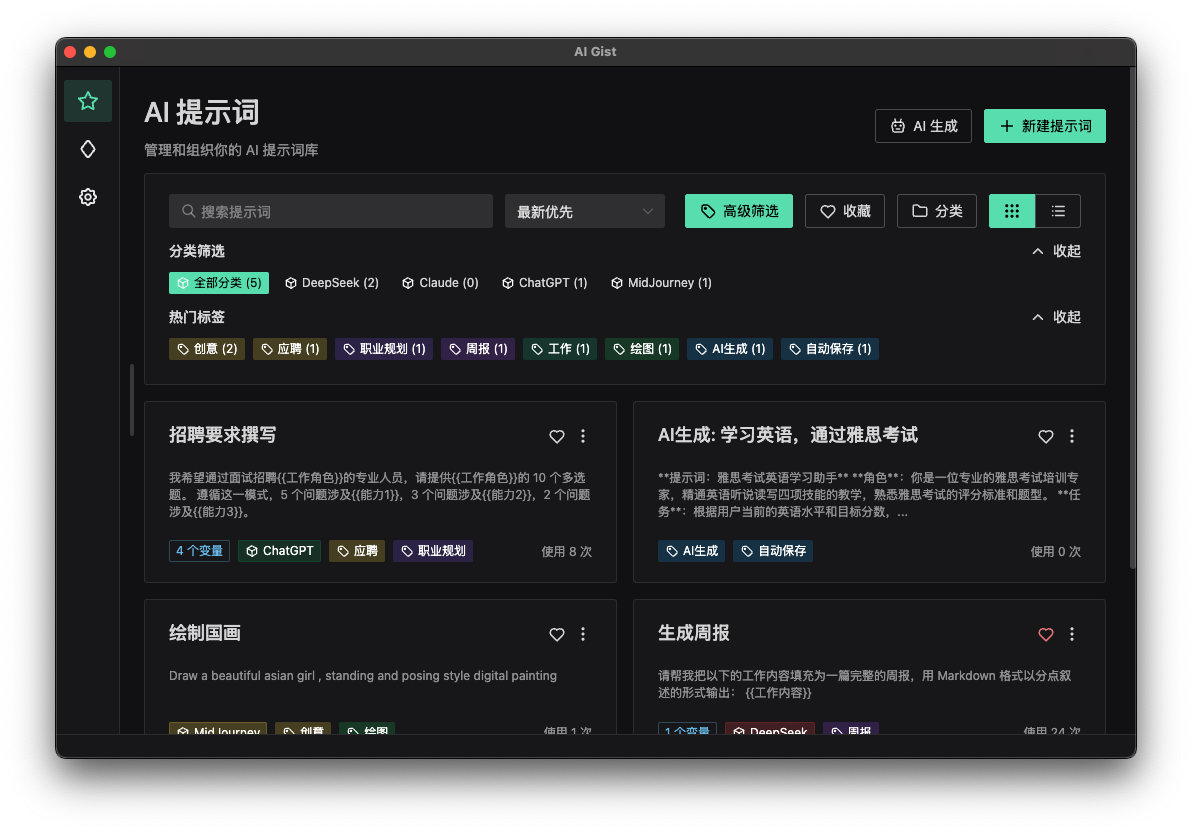 AI Gist
AI 提示词
管理和组织你的 AI 提示词库
AI 生成
新建提示词
搜索提示词
最新优先
高级筛选
收藏
分类
分类筛选
收起
全部分类 (5)
DeepSeek (2)
Claude (0)
ChatGPT (1)
MidJourney (1)
热门标签
收起
创意 (2)
应聘 (1)
职业规划 (1)
周报 (1)
工作 (1)
绘图 (1)
AI生成 (1)
自动保存 (1)
招聘要求撰写
我希望通过面试招聘{{工作角色}}的专业人员，请提供{{工作角色}}的 10 个多选
题。 遵循这一模式，5 个问题涉及{{能力1}}，3 个问题涉及{{能力2}}，2 个问题
涉及{{能力3}}。
4 个变量
ChatGPT
应聘
职业规划
使用 8 次
AI生成: 学习英语，通过雅思考试
**提示词：雅思考试英语学习助手** **角色**：你是一位专业的雅思考试培训专
家，精通英语听说读写四项技能的教学，熟悉雅思考试的评分标准和题型。 **任
务**：根据用户当前的英语水平和目标分数，...
AI生成
自动保存
使用 0 次
绘制国画
Draw a beautiful asian girl , standing and posing style digital painting
MidJourney
创意
绘图
使用 1 次
生成周报
请帮我把以下的工作内容填充为一篇完整的周报，用 Markdown 格式以分点叙
述的形式输出： {{工作内容}}
1 个变量
DeepSeek
周报
使用 24 次